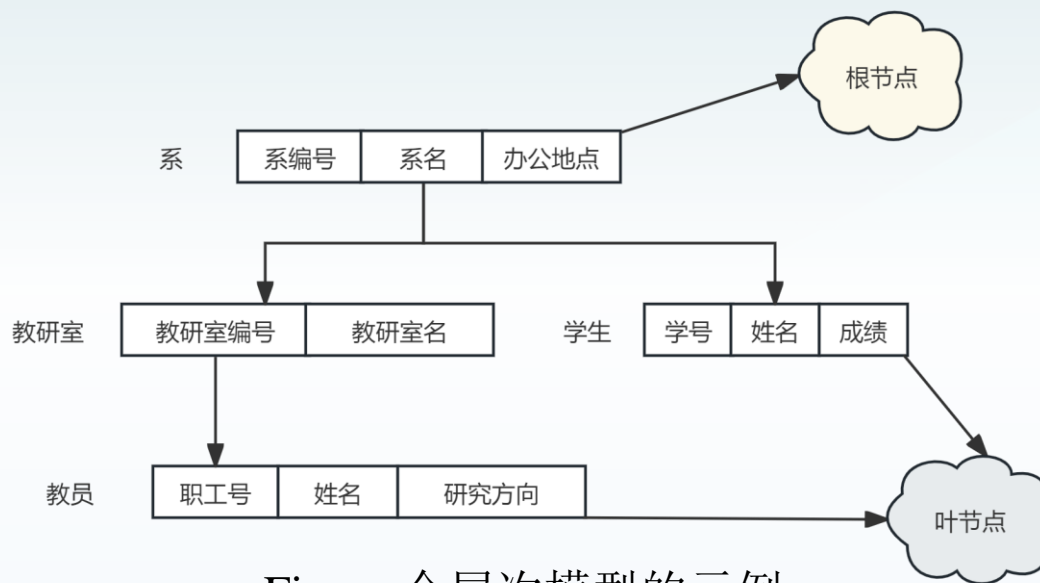 根节点
系 系编号 系名 办公地点
教研室 教研室编号 教研室名 学生 学号 姓名 成绩
教员 职工号 姓名 研究方向 叶节点